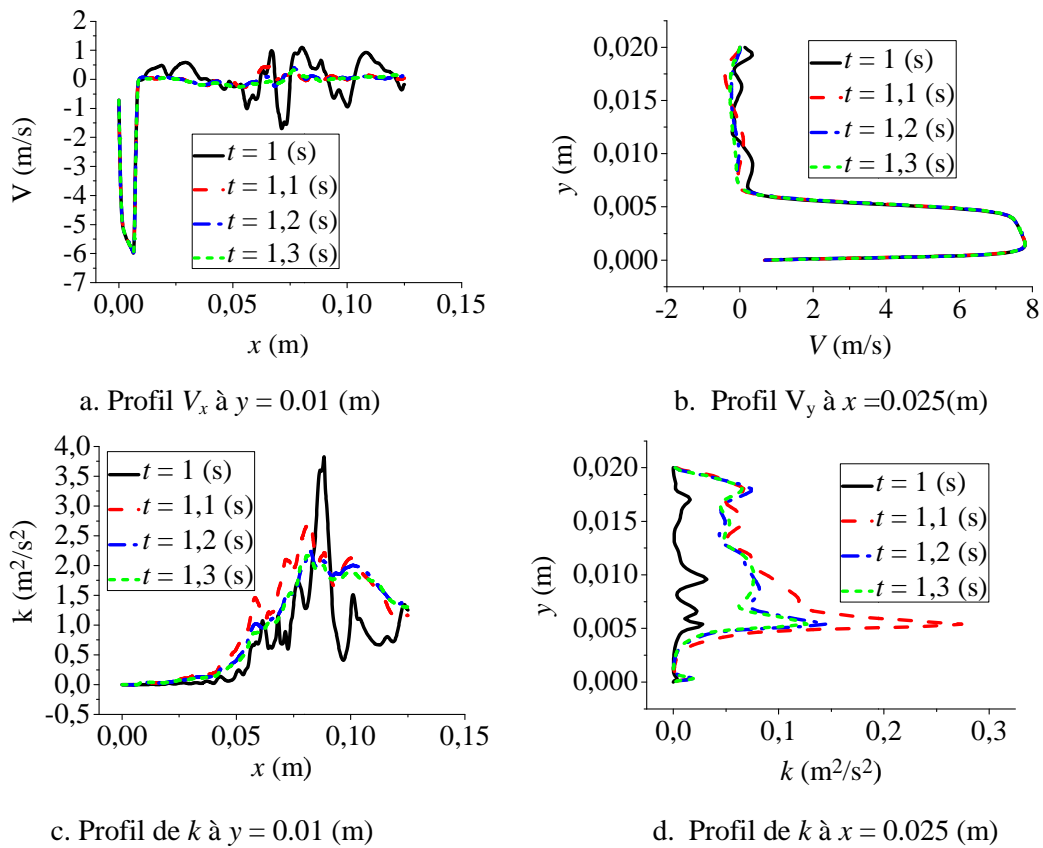 2
1
0
-1
-2
-3
-4
-5
-6
-7
V (m/s)
t = 1 (s)
t = 1,1 (s)
t = 1,2 (s)
t = 1,3 (s)
0,00 0,05 0,10 0,15
x (m)
a. Profil Vx à y = 0.01 (m)
0,020
0,015
0,010
0,005
0,000
y (m)
t = 1 (s)
t = 1,1 (s)
t = 1,2 (s)
t = 1,3 (s)
-2 0 2 4 6 8
V (m/s)
b. Profil Vy à x =0.025(m)
4,0
3,5
3,0
2,5
2,0
1,5
1,0
0,5
0,0
-0,5
k (m²/s²)
t = 1 (s)
t = 1,1 (s)
t = 1,2 (s)
t = 1,3 (s)
0,00 0,05 0,10 0,15
x (m)
c. Profil de k à y = 0.01 (m)
0,020
0,015
0,010
0,005
0,000
y (m)
t = 1 (s)
t = 1,1 (s)
t = 1,2 (s)
t = 1,3 (s)
0,0 0,1 0,2 0,3
k (m²/s²)
d. Profil de k à x = 0.025 (m)